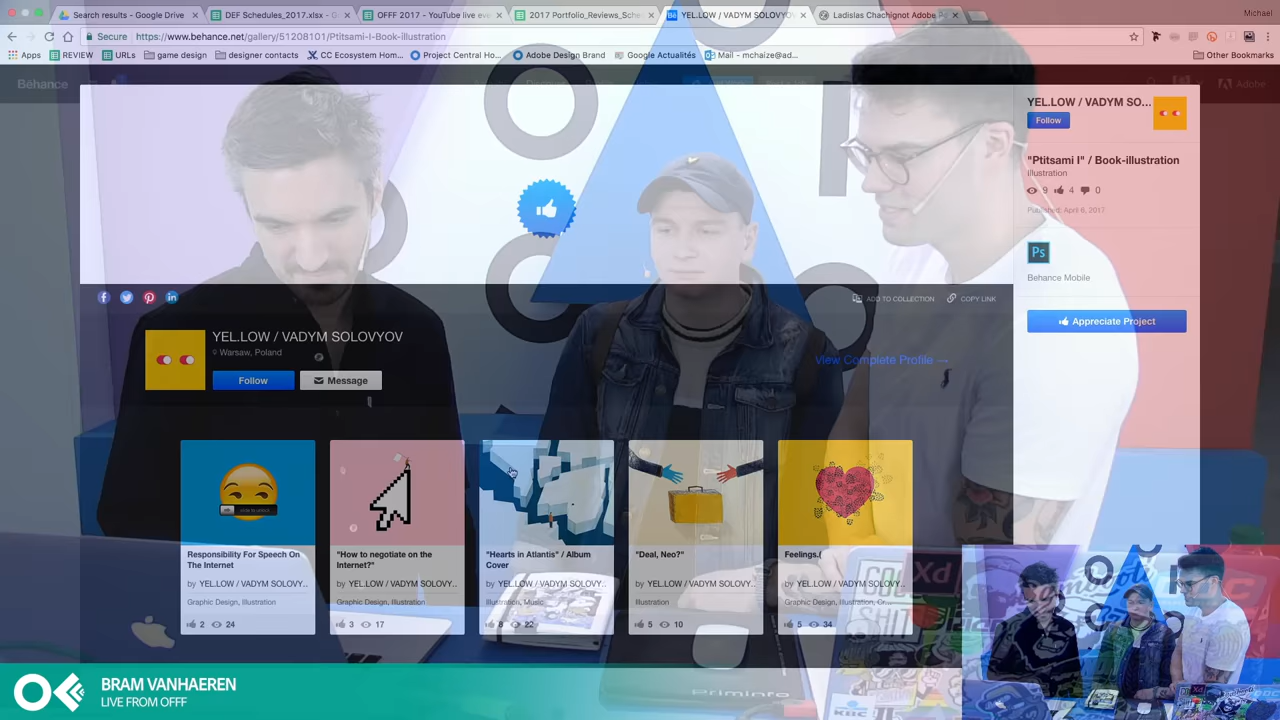 Search results - Google Drive
DEF Schedules_2017.xlsx - G
OFFF 2017 - YouTube live eve
2017 Portfolio_Reviews_Sche
YEL.LOW / VADYM SOLOVYO
Ladislas Chachignot Adobe P
Michael
Secure
https://www.behance.net/gallery/51208101/Ptitsami-I-Book-illustration
Apps
REVIEW
URLs
game design
designer contacts
CC Ecosystem Hom...
Project Central Ho...
Adobe Design Brand
Google Actualités
Mail - mchaize@ad...
Other Bookmarks
Bēhance
Adobe
YEL.LOW / VADYM SO...
Follow
"Ptitsami I" / Book-illustration
Illustration
9 4 0
Published: April 6, 2017
Ps
Behance Mobile
Appreciate Project
ADD TO COLLECTION
COPY LINK
YEL.LOW / VADYM SOLOVYOV
Warsaw, Poland
Follow
Message
View Complete Profile →
Responsibility For Speech On
The Internet
by YEL.LOW / VADYM SOLOVY..
Graphic Design, Illustration
2 24
"How to negotiate on the
Internet?"
by YEL.LOW / VADYM SOLOVY..
Graphic Design, Illustration
3 17
"Hearts in Atlantis" / Album
Cover
by YEL.LOW / VADYM SOLOVY..
Illustration, Music
8 22
"Deal, Neo?"
by YEL.LOW / VADYM SOLOVY..
Illustration
5 10
Feelings.(
by YEL.LOW / VADYM SOLOVY..
Graphic Design, Illustration, Cr...
5 34
Xd
Priminfo
KBC
BRAM VANHAEREN
LIVE FROM OFFF